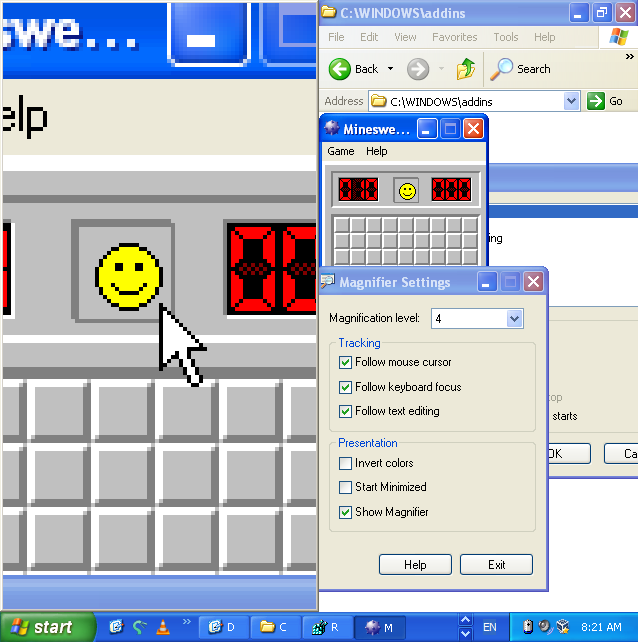 swe...
elp
C:\WINDOWS\addins
File Edit View Favorites Tools Help
Back
Search
Address C:\WINDOWS\addins Go
Mineswe...
Game Help
000
ing
Magnifier Settings
Magnification level: 4
Tracking
Follow mouse cursor
Follow keyboard focus
Follow text editing
top
starts
Presentation
OK Ca
Invert colors
Start Minimized
Show Magnifier
Help Exit
start D C R M EN 8:21 AM